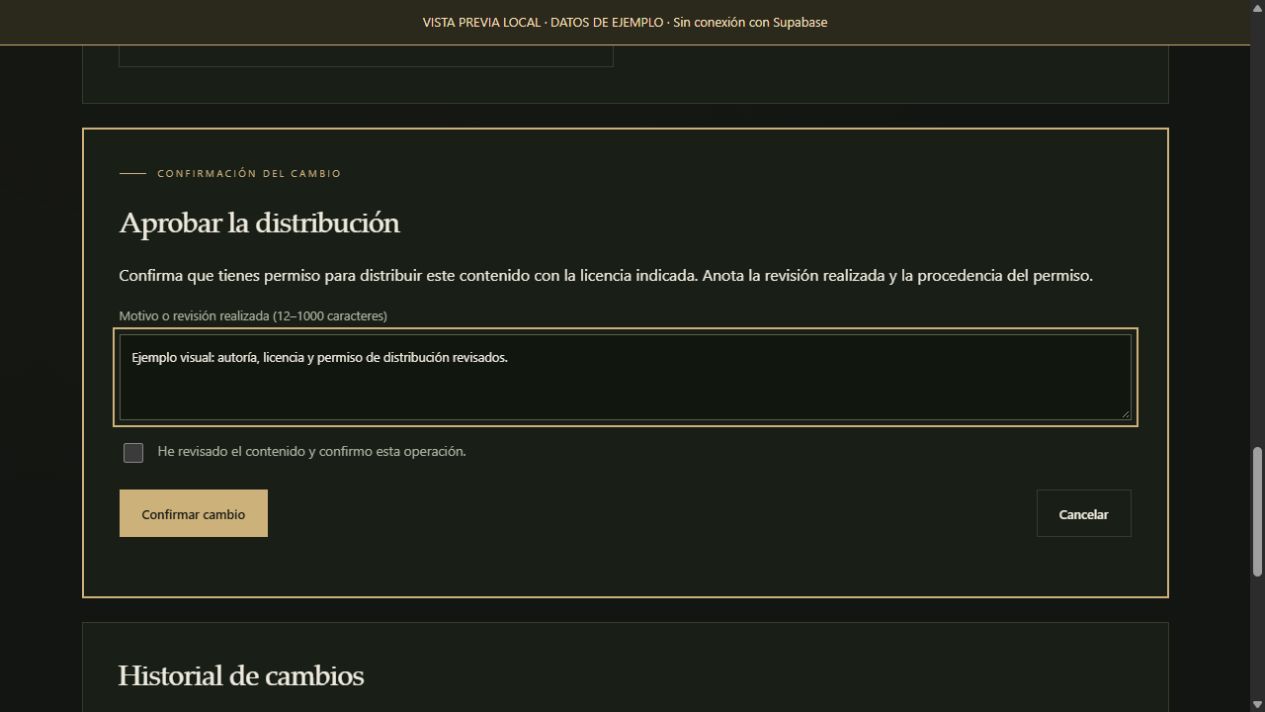 VISTA PREVIA LOCAL · DATOS DE EJEMPLO · Sin conexión con Supabase
CONFIRMACIÓN DEL CAMBIO
Aprobar la distribución
Confirma que tienes permiso para distribuir este contenido con la licencia indicada. Anota la revisión realizada y la procedencia del permiso.
Motivo o revisión realizada (12–1000 caracteres)
Ejemplo visual: autoría, licencia y permiso de distribución revisados.
He revisado el contenido y confirmo esta operación.
Confirmar cambio
Cancelar
Historial de cambios